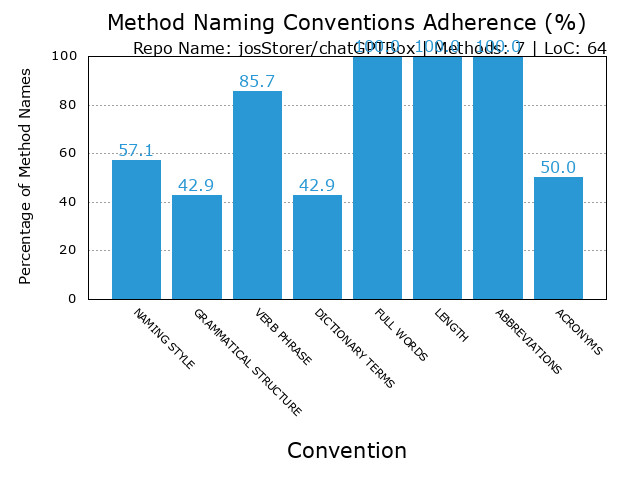 Method Naming Conventions Adherence (%)
Repo Name: josStorer/chatGPTBox | Methods: 7 | LoC: 64
100.0 100.0 100.0
85.7
57.1
50.0
42.9 42.9
Percentage of Method Names
100
80
60
40
20
0
NAMING STYLE
GRAMMATICAL STRUCTURE
VERB PHRASE
DICTIONARY TERMS
FULL WORDS
LENGTH
ABBREVIATIONS
ACRONYMS
Convention